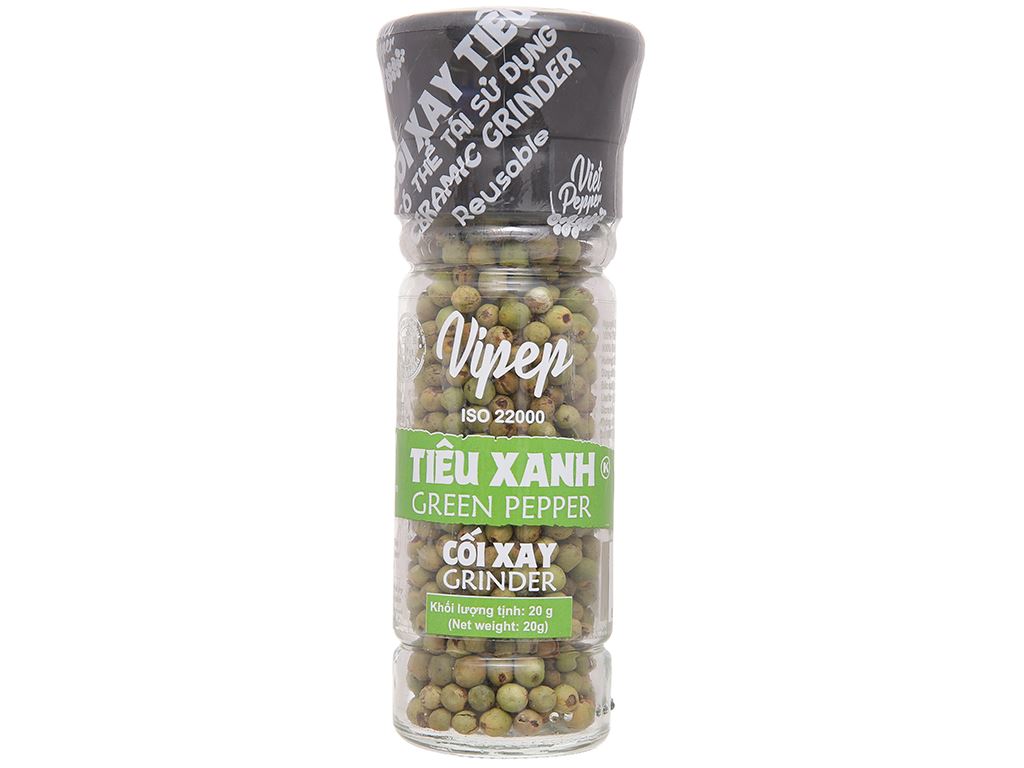 CỐI XAY TIÊU
CÓ THỂ TÁI SỬ DỤNG
CERAMIC GRINDER
Reusable
Viet
Pepper
Vipep
ISO 22000
TIÊU XANH
K
GREEN PEPPER
CỐI XAY
GRINDER
Khối lượng tịnh: 20 g
(Net weight: 20g)